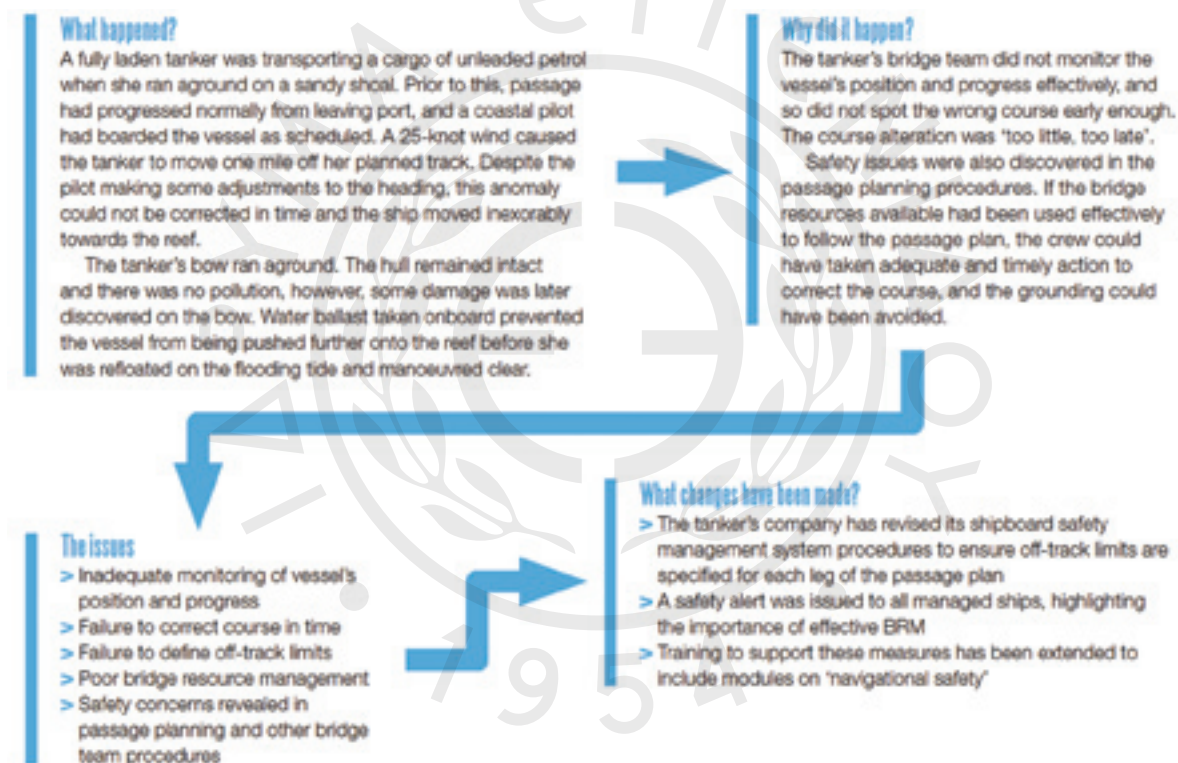 What happened?
A fully laden tanker was transporting a cargo of unleaded petrol
when she ran aground on a sandy shoal. Prior to this, passage
had progressed normally from leaving port, and a coastal pilot
had boarded the vessel as scheduled. A 25-knot wind caused
the tanker to move one mile off her planned track. Despite the
pilot making some adjustments to the heading, this anomaly
could not be corrected in time and the ship moved inexorably
towards the reef.
The tanker's bow ran aground. The hull remained intact
and there was no pollution, however, some damage was later
discovered on the bow. Water ballast taken onboard prevented
the vessel from being pushed further onto the reef before she
was refloated on the flooding tide and manoeuvred clear.
Why did it happen?
The tanker's bridge team did not monitor the
vessel's position and progress effectively, and
so did not spot the wrong course early enough.
The course alteration was 'too little, too late'.
Safety issues were also discovered in the
passage planning procedures. If the bridge
resources available had been used effectively
to follow the passage plan, the crew could
have taken adequate and timely action to
correct the course, and the grounding could
have been avoided.
The issues
> Inadequate monitoring of vessel's
position and progress
> Failure to correct course in time
> Failure to define off-track limits
> Poor bridge resource management
> Safety concerns revealed in
passage planning and other bridge
team procedures
What changes have been made?
> The tanker's company has revised its shipboard safety
management system procedures to ensure off-track limits are
specified for each leg of the passage plan
> A safety alert was issued to all managed ships, highlighting
the importance of effective BRM
> Training to support these measures has been extended to
include modules on 'navigational safety'
1954